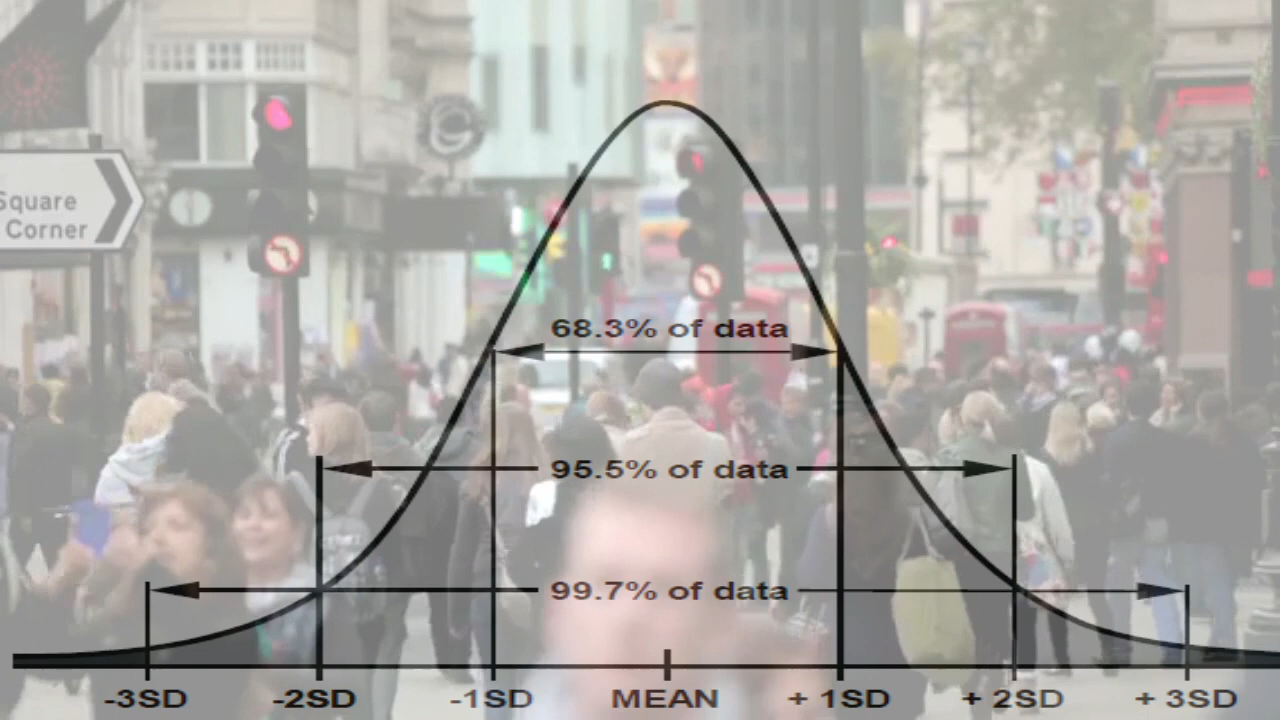 Square
Corner
68.3% of data
95.5% of data
99.7% of data
-3SD -2SD -1SD MEAN + 1SD + 2SD + 3SD